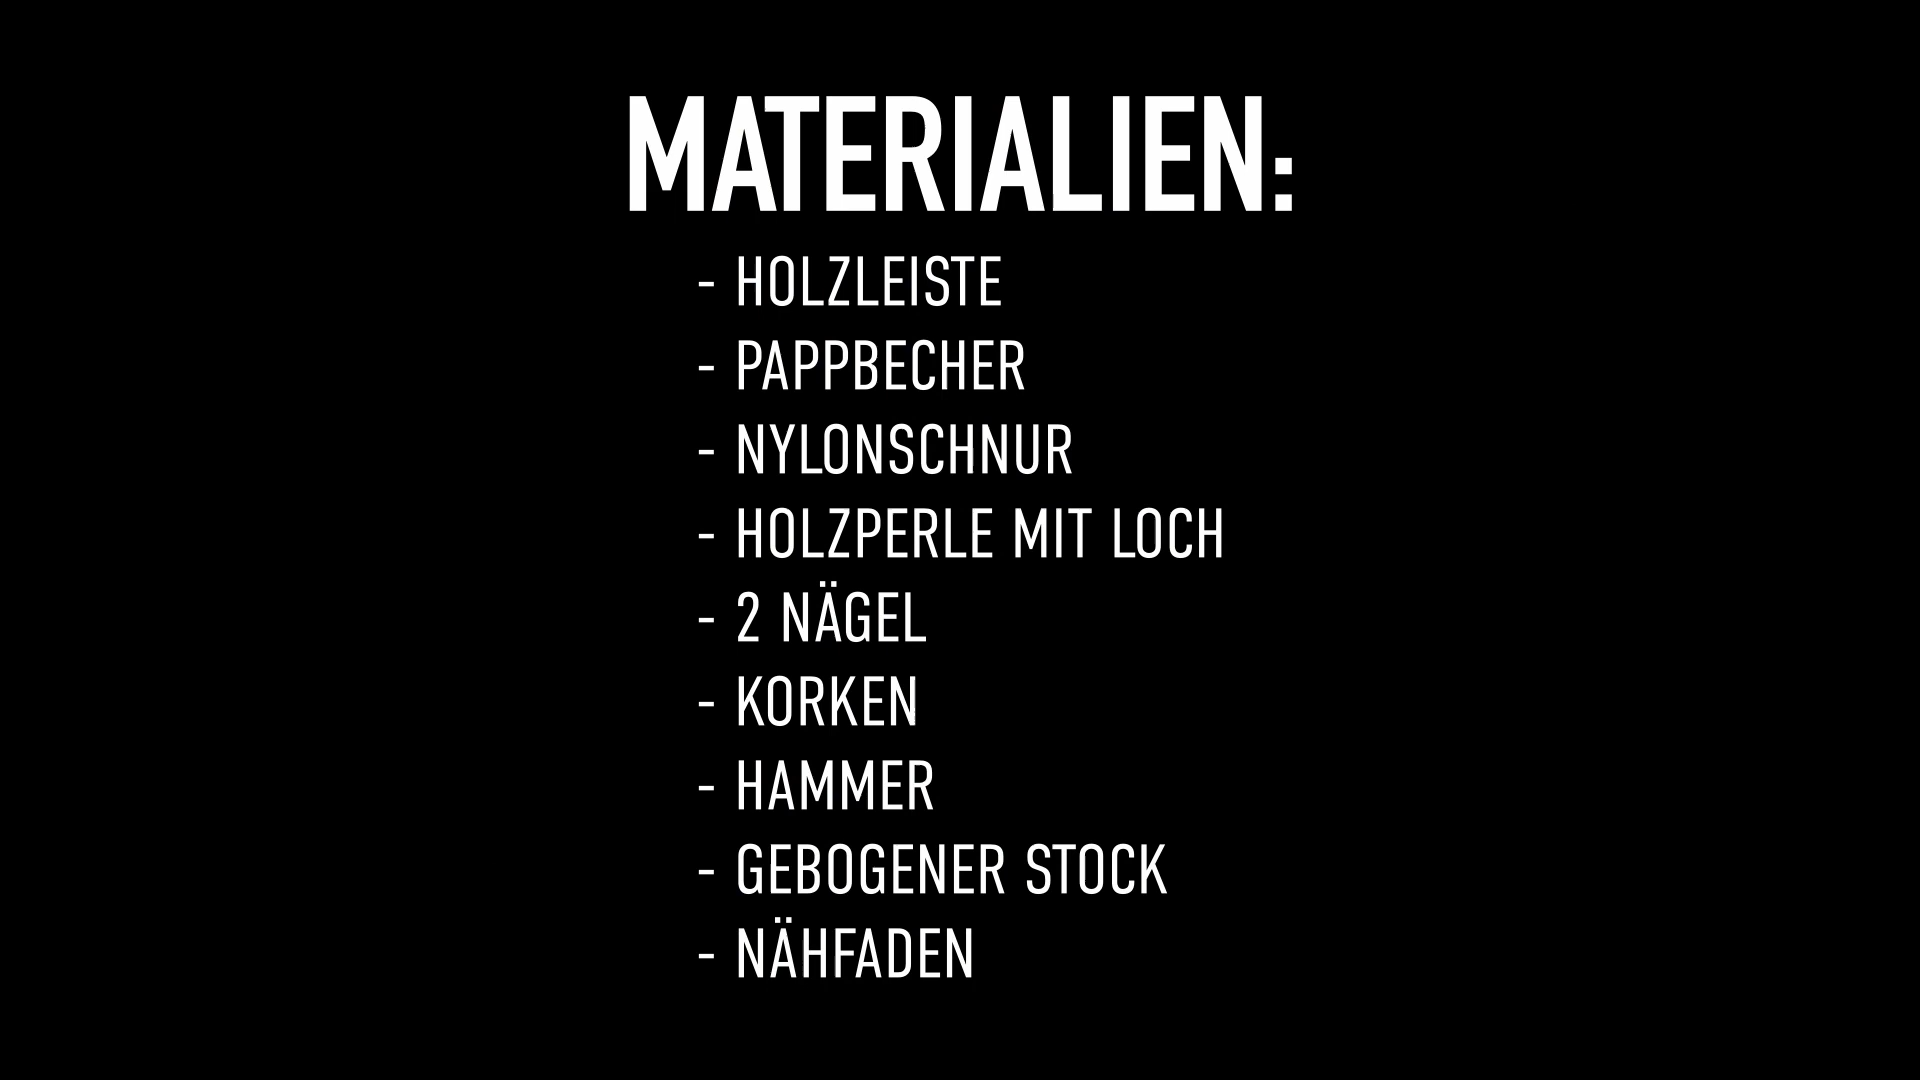 MATERIALIEN:
- HOLZLEISTE
- PAPPBECHER
- NYLONSCHNUR
- HOLZPERLE MIT LOCH
- 2 NÄGEL
- KORKEN
- HAMMER
- GEBOGENER STOCK
- NÄHFADEN